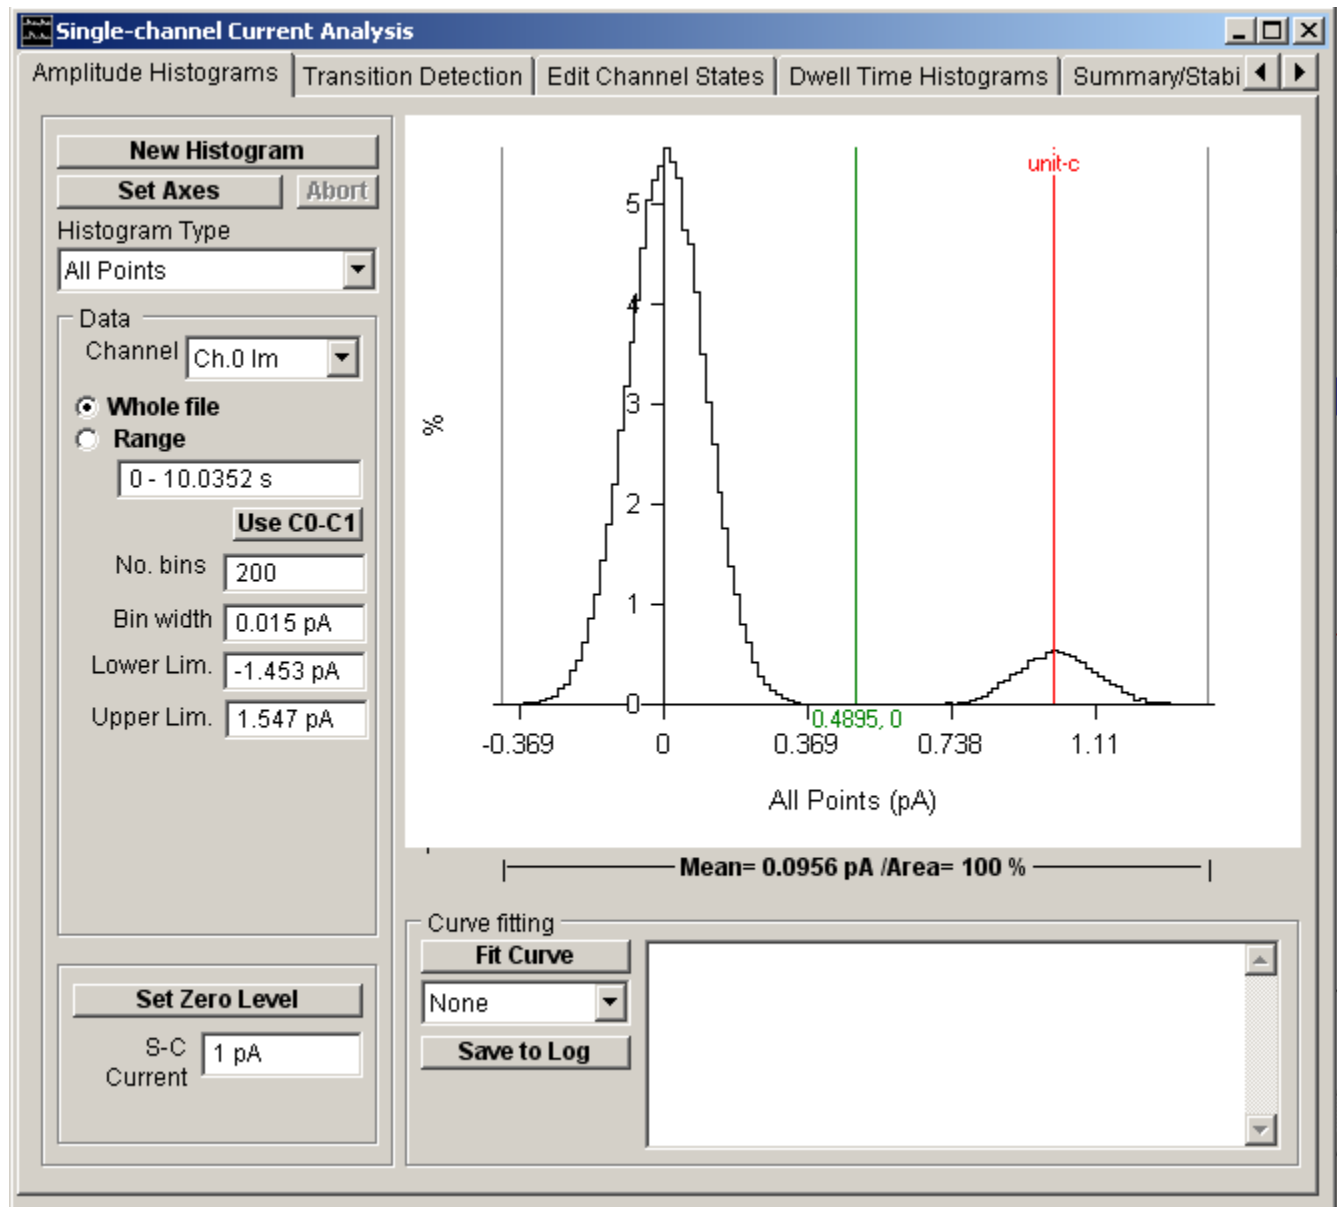 Single-channel Current Analysis
Amplitude Histograms Transition Detection Edit Channel States Dwell Time Histograms Summary/Stabi
New Histogram
Set Axes Abort
Histogram Type
All Points
Data
Channel Ch.0 Im
Whole file
Range
0 - 10.0352 s
Use C0-C1
No. bins 200
Bin width 0.015 pA
Lower Lim. -1.453 pA
Upper Lim. 1.547 pA
Set Zero Level
S-C Current 1 pA
unit-c
5
4
3
2
1
0
%
0.4895, 0
-0.369 0 0.369 0.738 1.11
All Points (pA)
Mean= 0.0956 pA /Area= 100 %
Curve fitting
Fit Curve
None
Save to Log